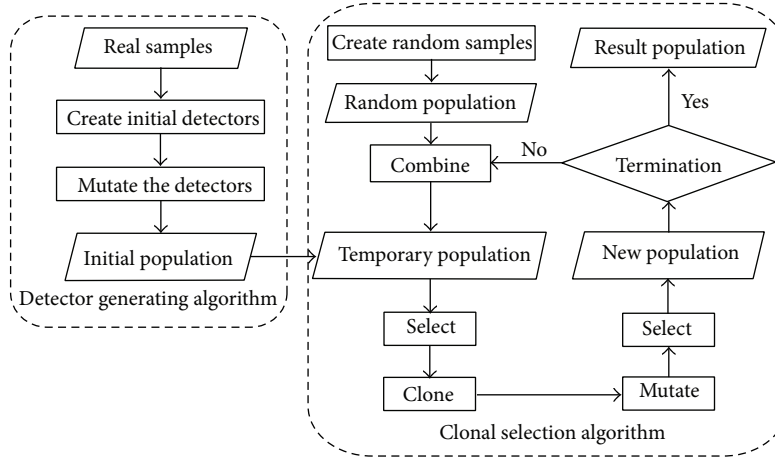 Real samples
Create initial detectors
Mutate the detectors
Initial population
Detector generating algorithm
Create random samples
Random population
Combine
Temporary population
Select
Clone
Mutate
Select
New population
Termination
No
Yes
Result population
Clonal selection algorithm